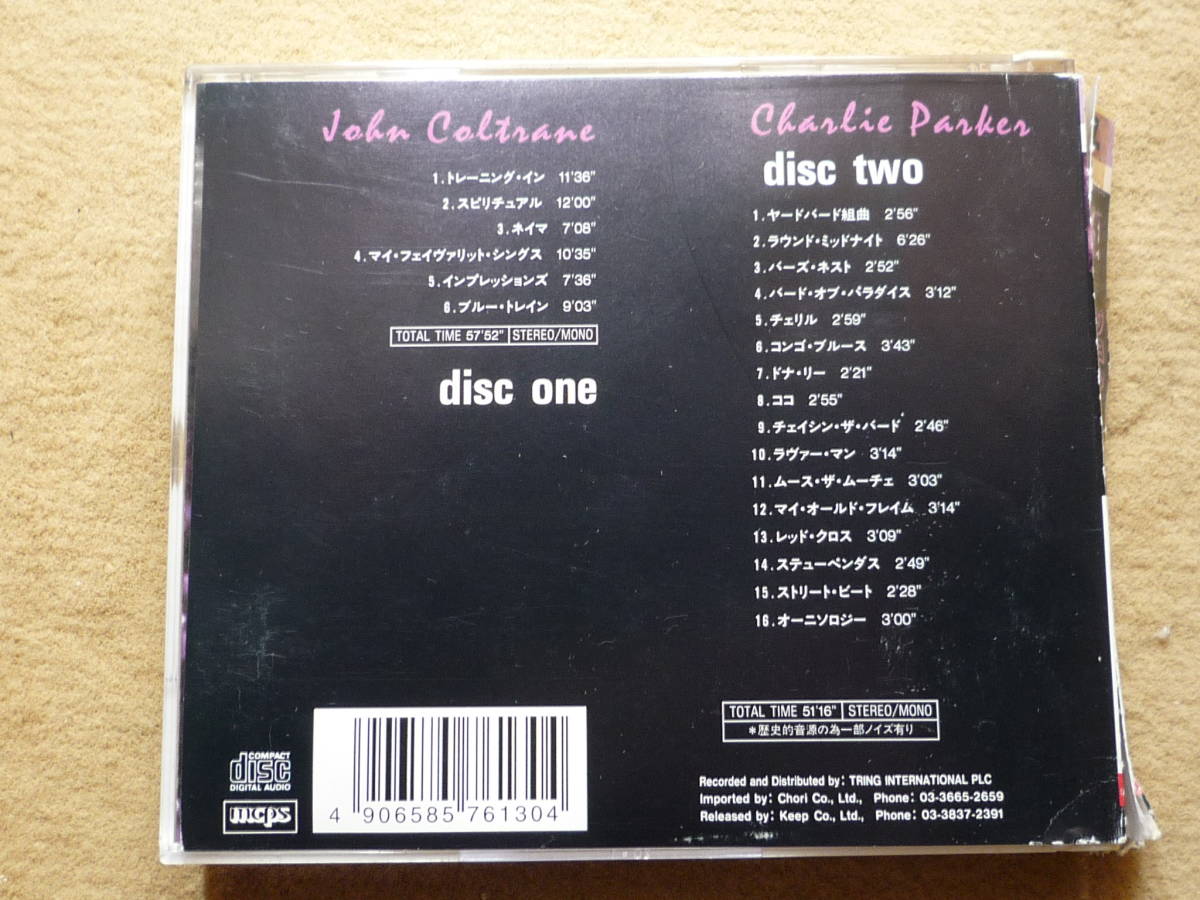 John Coltrane
1.トレーニング・イン 11'36"
2.スピリチュアル 12'00"
3.ネイマ 7'08"
4.マイ・フェイヴァリット・シングス 10'35"
5.インプレッションズ 7'36"
6.ブルー・トレイン 9'03"
TOTAL TIME 57'52" STEREO/MONO
disc one
Charlie Parker
disc two
1.ヤードバード組曲 2'56"
2.ラウンド・ミッドナイト 6'26"
3.バーズ・ネスト 2'52"
4.バード・オブ・パラダイス 3'12"
5.チェリル 2'59"
6.コンゴ・ブルース 3'43"
7.ドナ・リー 2'21"
8.ココ 2'55"
9.チェイシン・ザ・バード 2'46"
10.ラヴァー・マン 3'14"
11.ムース・ザ・ムーチェ 3'03"
12.マイ・オールド・フレイム 3'14"
13.レッド・クロス 3'09"
14.ステューペンダス 2'49"
15.ストリート・ビート 2'28"
16.オーニソロジー 3'00"
TOTAL TIME 51'16" STEREO/MONO
*歴史的音源の為一部ノイズ有り
COMPACT
disc
DIGITAL AUDIO
mcps
4 906585 761304
Recorded and Distributed by: TRING INTERNATIONAL PLC
Imported by: Chori Co., Ltd., Phone: 03-3665-2659
Released by: Keep Co., Ltd., Phone: 03-3837-2391